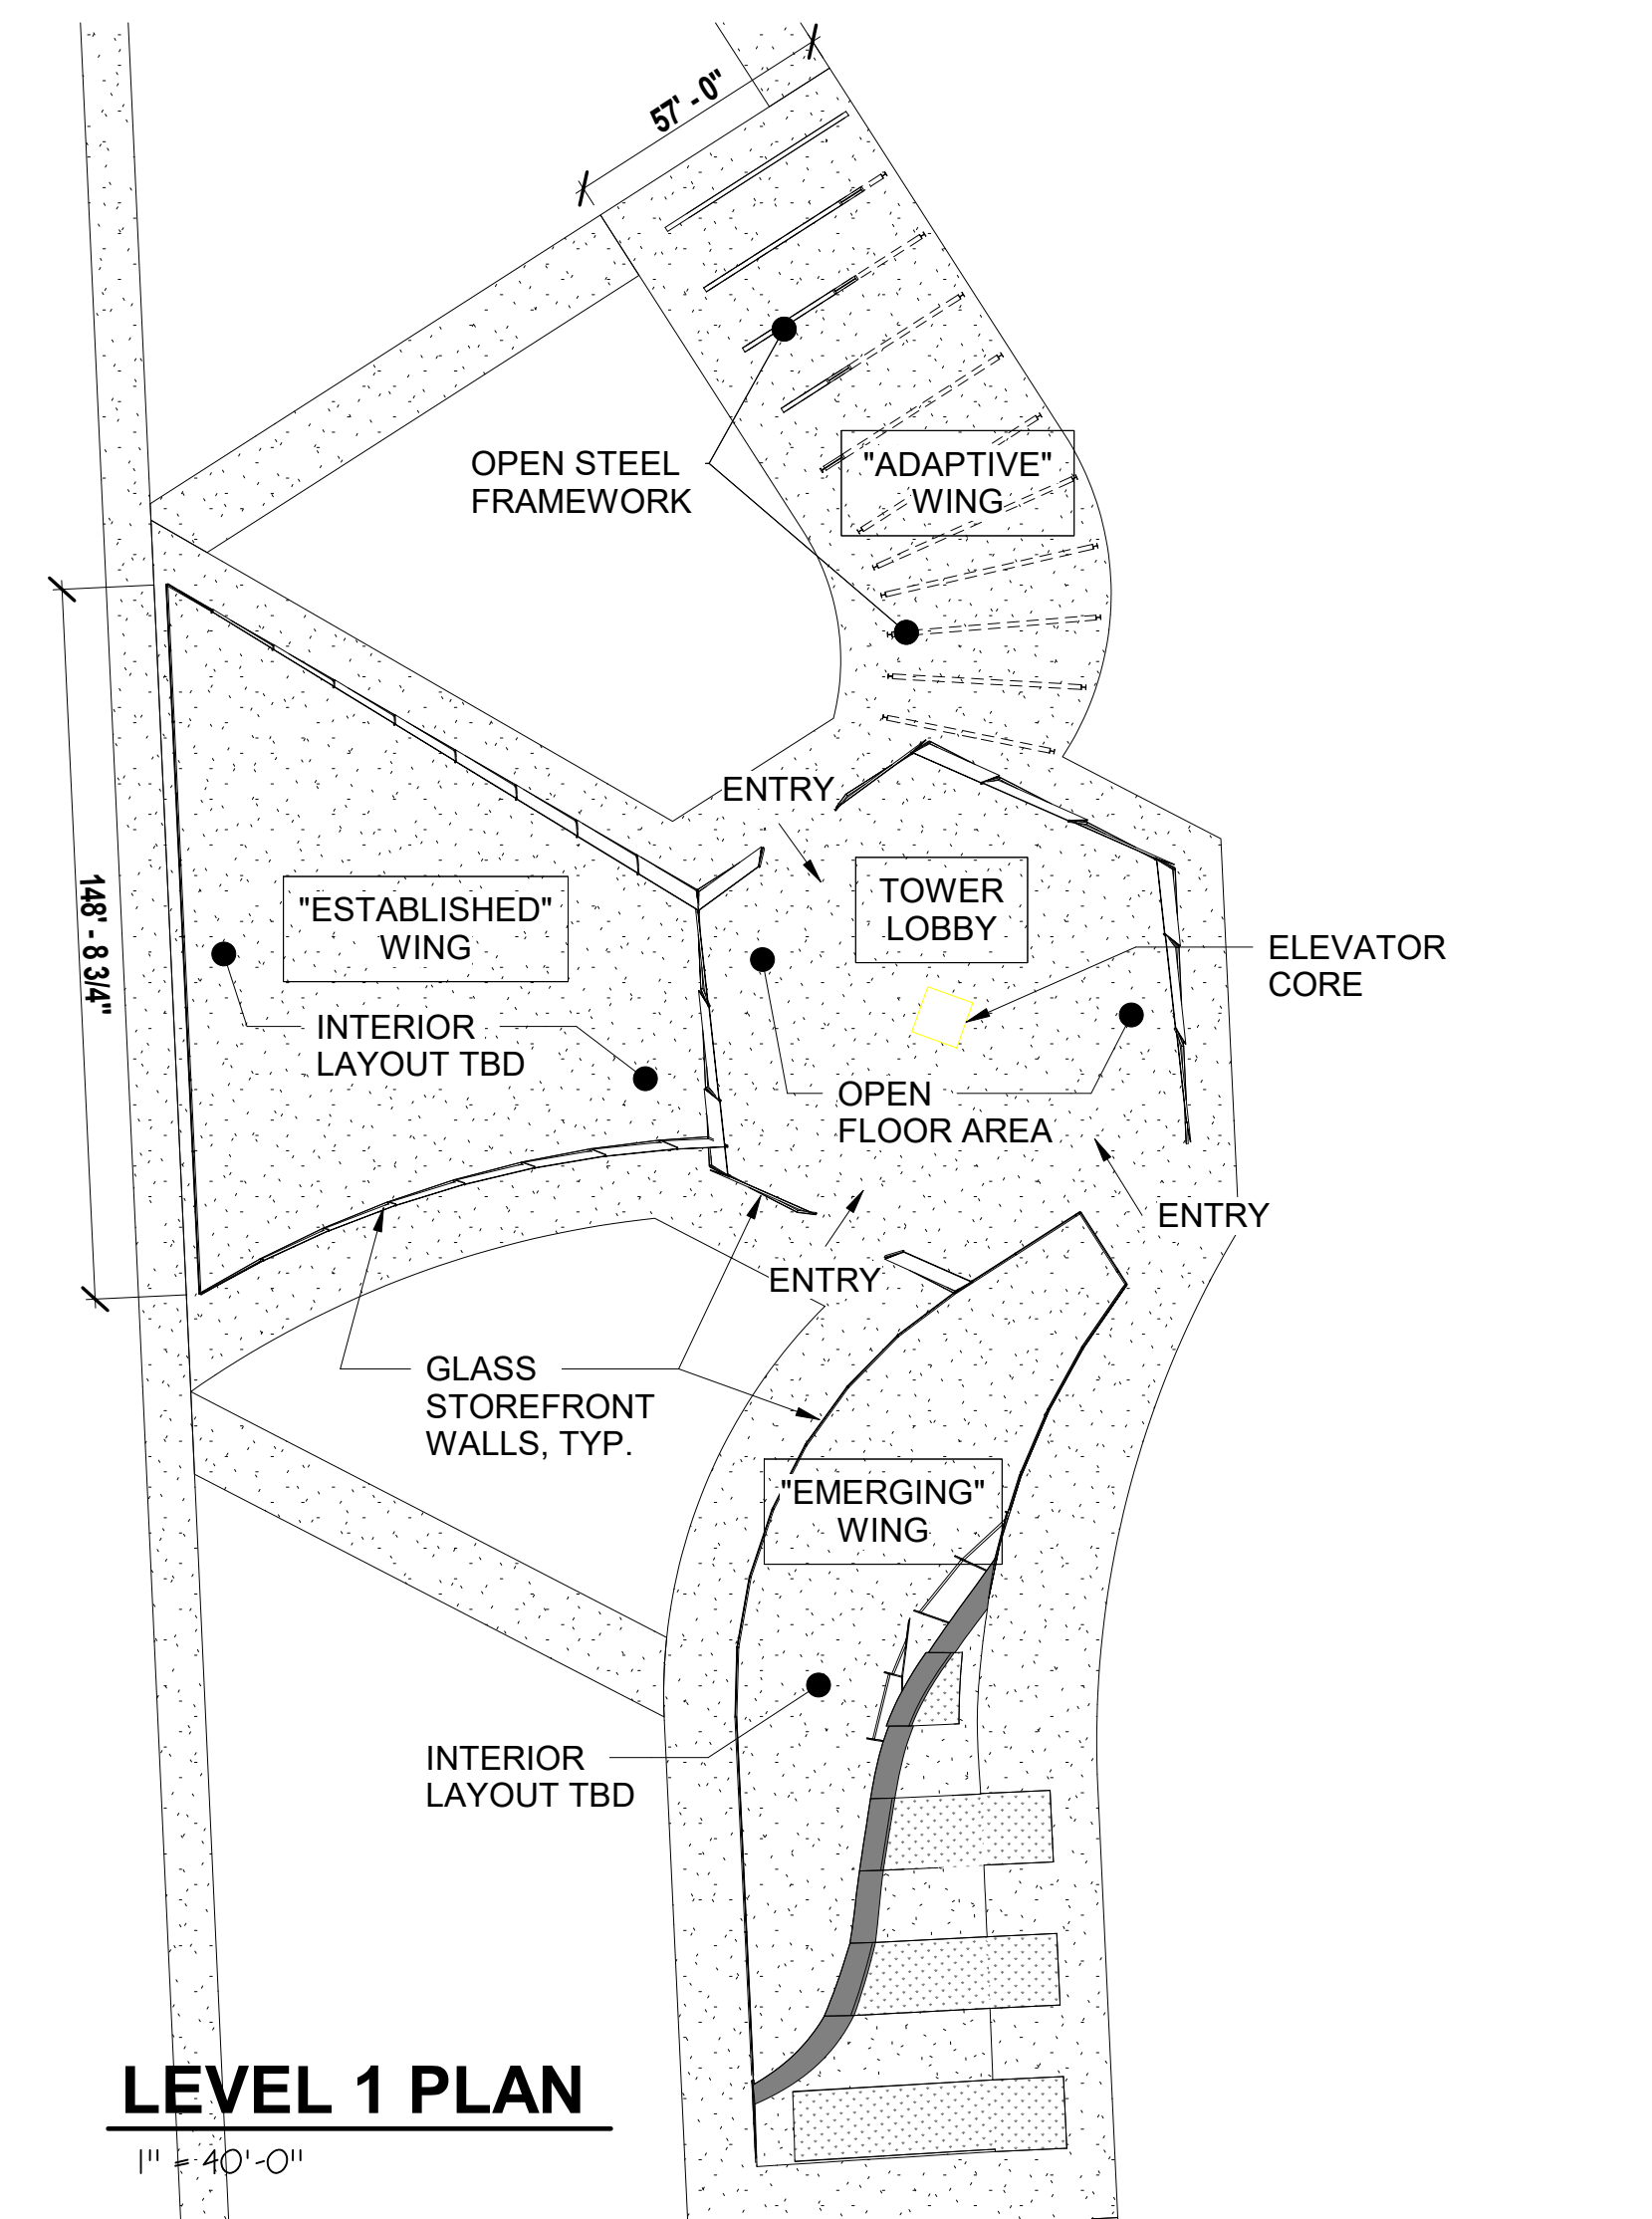 57' - 0"
OPEN STEEL
FRAMEWORK
"ADAPTIVE"
WING
ENTRY
148' - 8 3/4"
"ESTABLISHED"
WING
TOWER
LOBBY
ELEVATOR
CORE
INTERIOR
LAYOUT TBD
OPEN
FLOOR AREA
ENTRY
ENTRY
GLASS
STOREFRONT
WALLS, TYP.
"EMERGING"
WING
INTERIOR
LAYOUT TBD
LEVEL 1 PLAN
1" = 40'-0"